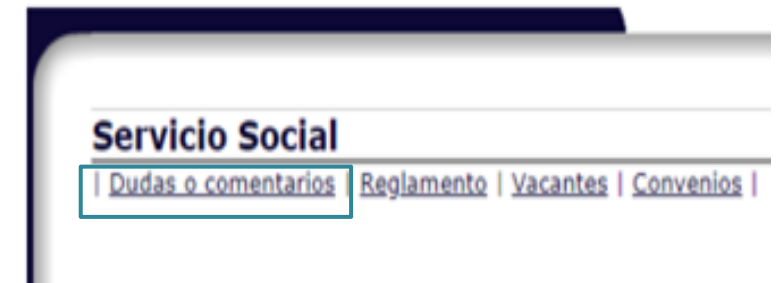 Servicio Social
| Dudas o comentarios | Reglamento | Vacantes | Convenios |